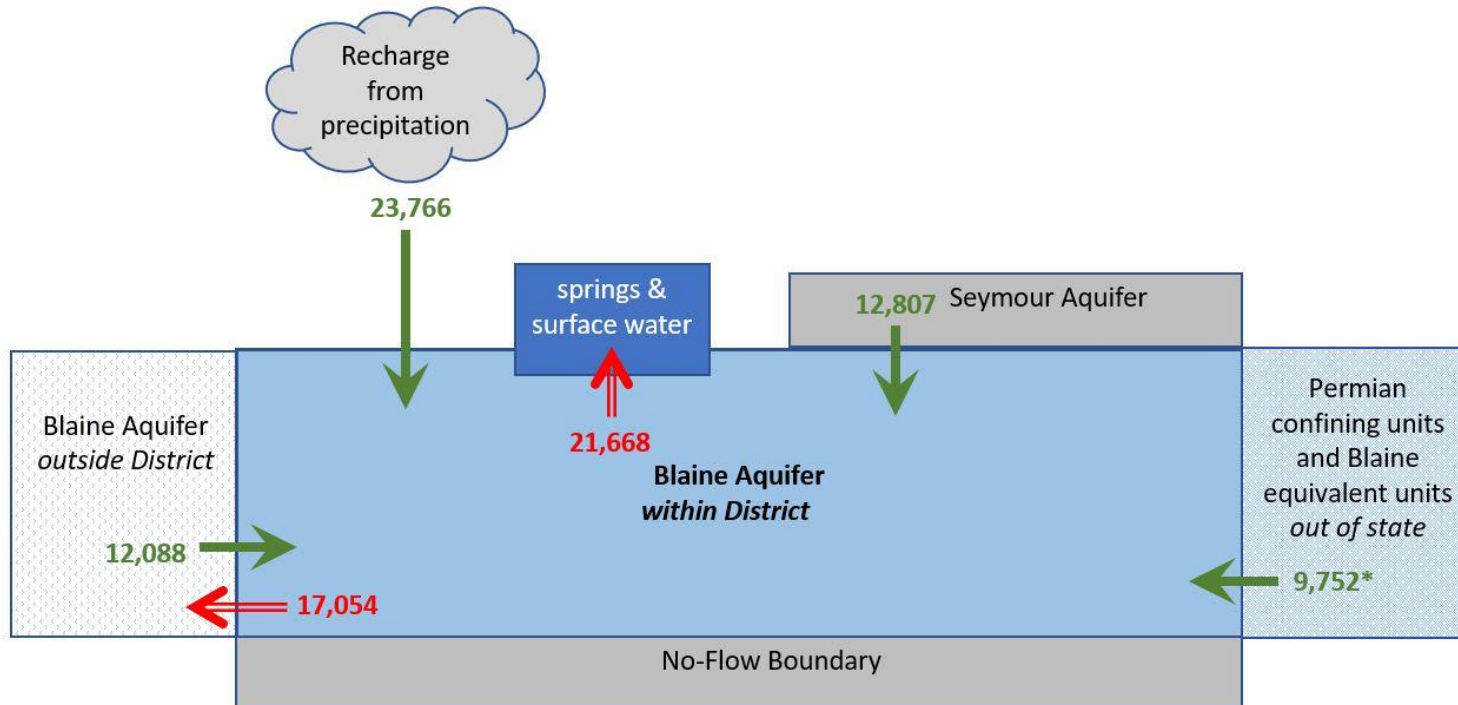 Recharge
from
precipitation
23,766
springs &
surface water
21,668
12,807
Seymour Aquifer
Blaine Aquifer
outside District
Blaine Aquifer
within District
Permian
confining units
and Blaine
equivalent units
out of state
12,088
17,054
9,752*
No-Flow Boundary